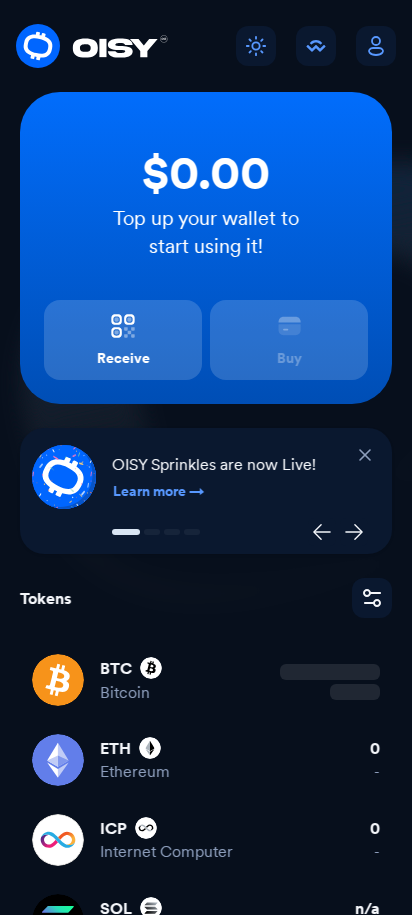 OISY
$0.00
Top up your wallet to
start using it!
Receive
Buy
OISY Sprinkles are now Live!
Learn more →
Tokens
BTC
Bitcoin
ETH
0
Ethereum
-
ICP
0
Internet Computer
-
SOL
n/a